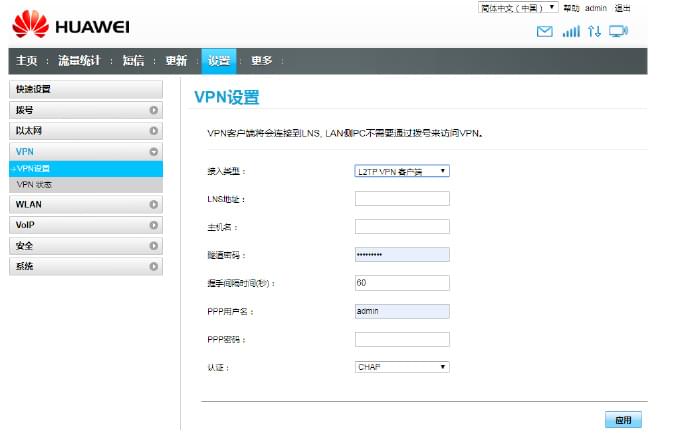 简体中文（中国） 帮助 admin 退出
HUAWEI
主页 : 流量统计 : 短信 : 更新 : 设置 : 更多 :
快速设置
拨号
以太网
VPN
VPN设置
VPN 状态
WLAN
VoIP
安全
系统
VPN设置
VPN客户端将会连接到LNS, LAN侧PC不需要通过拨号来访问VPN。
接入类型：
L2TP VPN 客户端
LNS地址：
主机名：
隧道密码：
•••••••••
握手间隔时间(秒)：
60
PPP用户名：
admin
PPP密码：
认证：
CHAP
应用